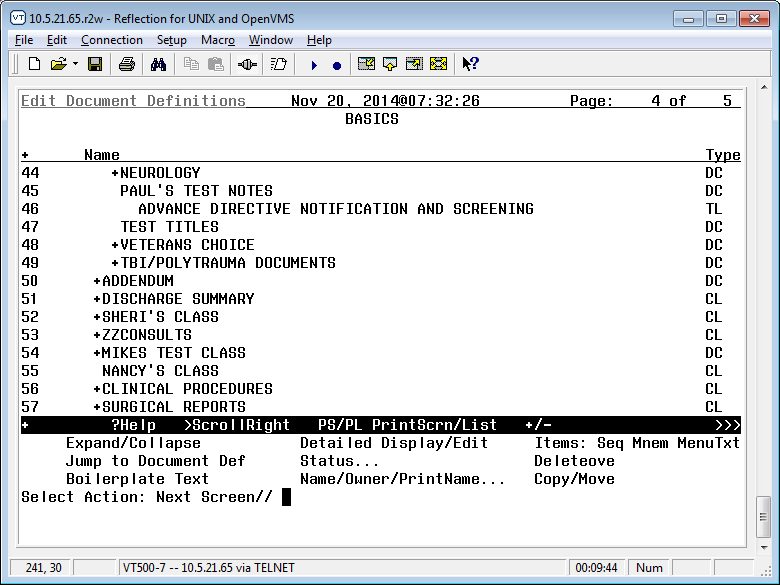 VT 10.5.21.65.r2w - Reflection for UNIX and OpenVMS
File Edit Connection Setup Macro Window Help
Edit Document Definitions Nov 20, 2014@07:32:26 Page: 4 of 5
BASICS
+ Name Type
44 +NEUROLOGY DC
45 PAUL'S TEST NOTES DC
46 ADVANCE DIRECTIVE NOTIFICATION AND SCREENING TL
47 TEST TITLES DC
48 +VETERANS CHOICE DC
49 +TBI/POLYTRAUMA DOCUMENTS DC
50 +ADDENDUM DC
51 +DISCHARGE SUMMARY CL
52 +SHERI'S CLASS CL
53 +ZZCONSULTS CL
54 +MIKES TEST CLASS DC
55 NANCY'S CLASS CL
56 +CLINICAL PROCEDURES CL
57 +SURGICAL REPORTS CL
+ ?Help >ScrollRight PS/PL PrintScrn/List +/- >>>
Expand/Collapse Detailed Display/Edit Items: Seq Mnem MenuTxt
Jump to Document Def Status... Deleteove
Boilerplate Text Name/Owner/PrintName... Copy/Move
Select Action: Next Screen//
241, 30 VT500-7 -- 10.5.21.65 via TELNET 00:09:44 Num